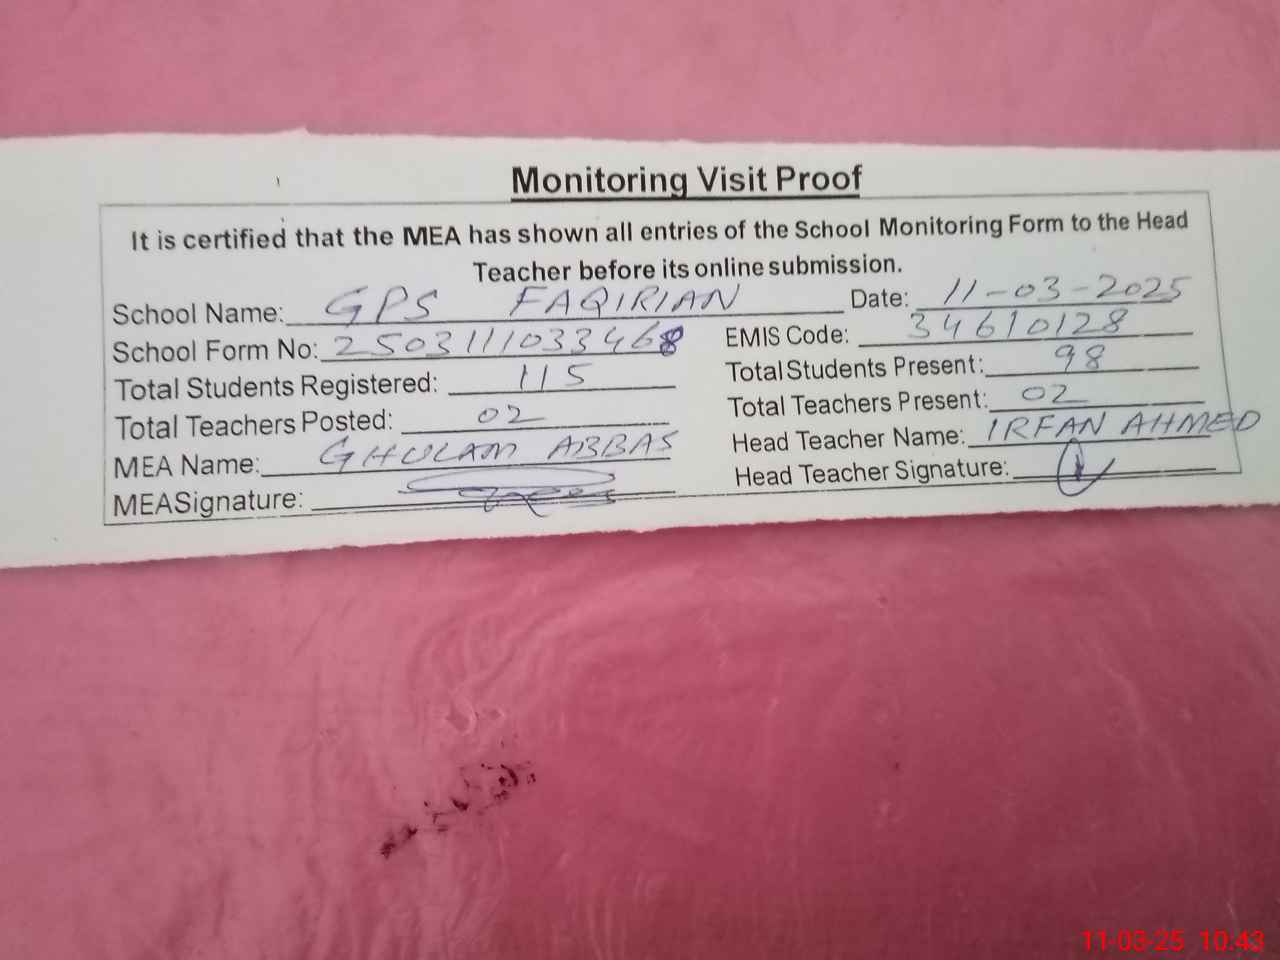 Monitoring Visit Proof
It is certified that the MEA has shown all entries of the School Monitoring Form to the Head
Teacher before its online submission.
School Name: GPS FAQIRIAN Date: 11-03-2025
School Form No: 2503111033468 EMIS Code: 34610128
Total Students Registered: 115 Total Students Present: 98
Total Teachers Posted: 02 Total Teachers Present: 02
MEA Name: GHULAM ABBAS Head Teacher Name: IRFAN AHMED
MEASignature: Head Teacher Signature:
11-03-25 10:43